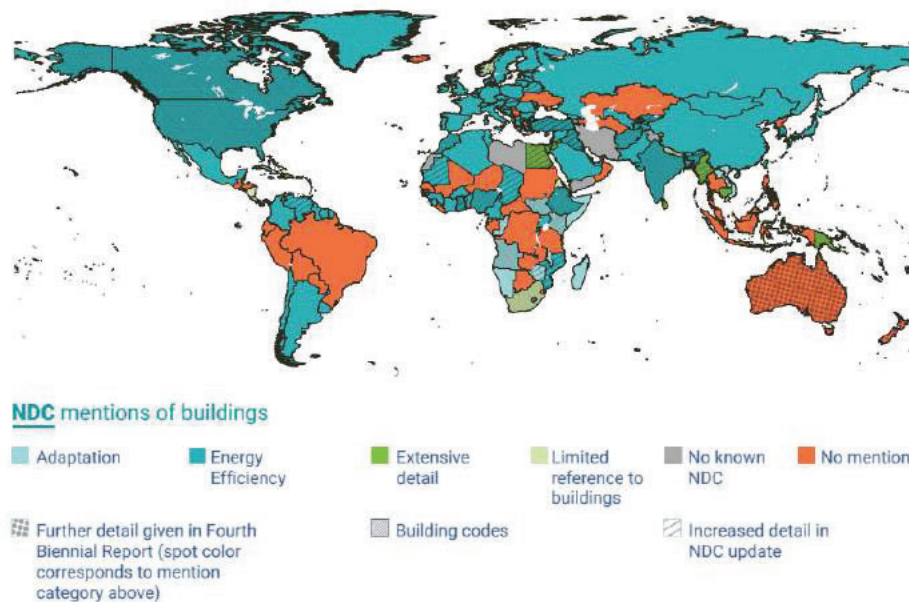 NDC mentions of buildings
Adaptation
Energy
Efficiency
Extensive
detail
Limited
reference to
buildings
No known
NDC
No mention
Further detail given in Fourth
Biennial Report (spot color
corresponds to mention
category above)
Building codes
Increased detail in
NDC update